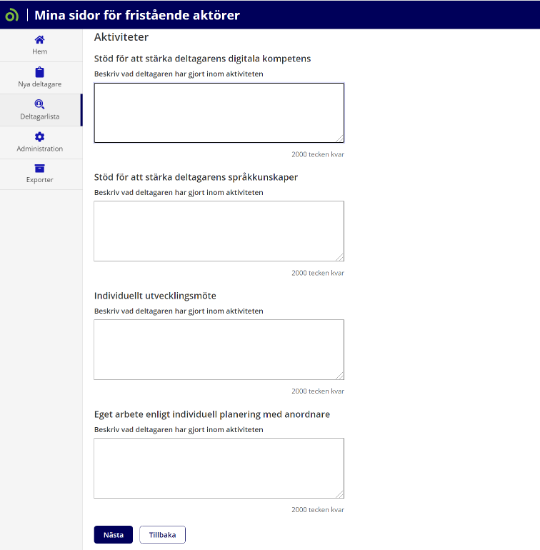 Mina sidor för fristående aktörer
Hem
Nya deltagare
Deltagarlista
Administration
Exporter
Aktiviteter
Stöd för att stärka deltagarens digitala kompetens
Beskriv vad deltagaren har gjort inom aktiviteten
2000 tecken kvar
Stöd för att stärka deltagarens språkkunskaper
Beskriv vad deltagaren har gjort inom aktiviteten
2000 tecken kvar
Individuellt utvecklingsmöte
Beskriv vad deltagaren har gjort inom aktiviteten
2000 tecken kvar
Eget arbete enligt individuell planering med anordnare
Beskriv vad deltagaren har gjort inom aktiviteten
2000 tecken kvar
Nästa Tillbaka